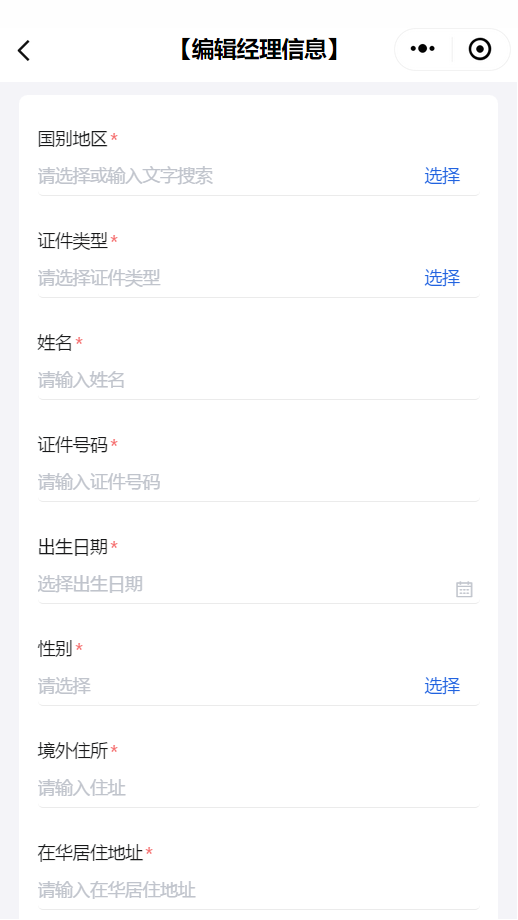 【编辑经理信息】
国别地区*
请选择或输入文字搜索 选择
证件类型*
请选择证件类型 选择
姓名*
请输入姓名
证件号码*
请输入证件号码
出生日期*
选择出生日期
性别*
请选择 选择
境外住所*
请输入住址
在华居住地址*
请输入在华居住地址